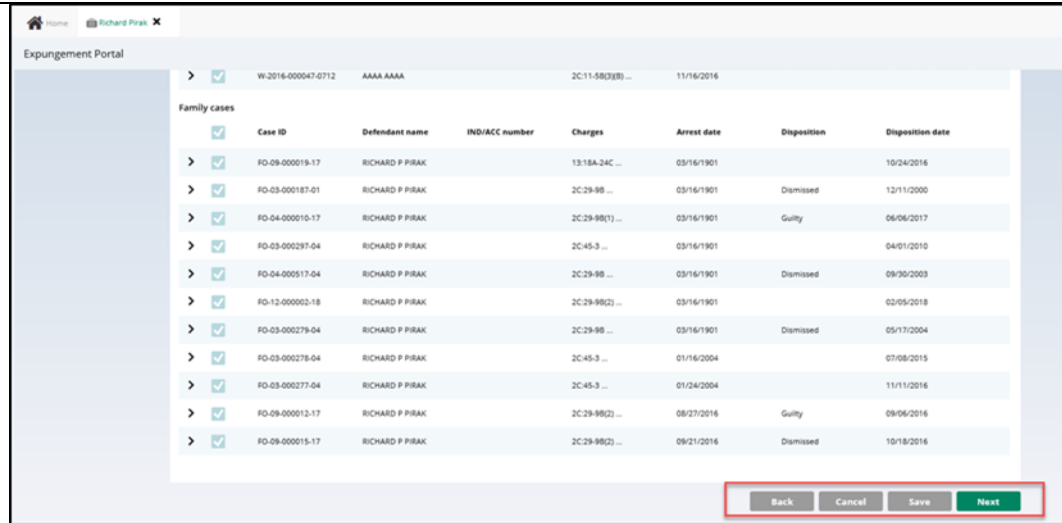 Home Richard Pirak X
Expungement Portal
W-2016-000047-0712 AAAA AAAA 2C:11-5B(3)(B) ... 11/16/2016
Family cases
Case ID Defendant name IND/ACC number Charges Arrest date Disposition Disposition date
FO-09-000019-17 RICHARD P PIRAK 13:18A-24C ... 03/16/1901 10/24/2016
FO-03-000187-01 RICHARD P PIRAK 2C:29-9B ... 03/16/1901 Dismissed 12/11/2000
FO-04-000010-17 RICHARD P PIRAK 2C:29-9B(1) ... 03/16/1901 Guilty 06/06/2017
FO-03-000297-04 RICHARD P PIRAK 2C:45-3 ... 03/16/1901 04/01/2010
FO-04-000517-04 RICHARD P PIRAK 2C:29-9B ... 03/16/1901 Dismissed 09/30/2003
FO-12-000002-18 RICHARD P PIRAK 2C:29-9B(2) ... 03/16/1901 02/05/2018
FO-03-000279-04 RICHARD P PIRAK 2C:29-9B ... 03/16/1901 Dismissed 05/17/2004
FO-03-000278-04 RICHARD P PIRAK 2C:45-3 ... 01/16/2004 07/08/2015
FO-03-000277-04 RICHARD P PIRAK 2C:45-3 ... 01/24/2004 11/11/2016
FO-09-000012-17 RICHARD P PIRAK 2C:29-9B(2) ... 08/27/2016 Guilty 09/06/2016
FO-09-000015-17 RICHARD P PIRAK 2C:29-9B(2) ... 09/21/2016 Dismissed 10/18/2016
Back Cancel Save Next